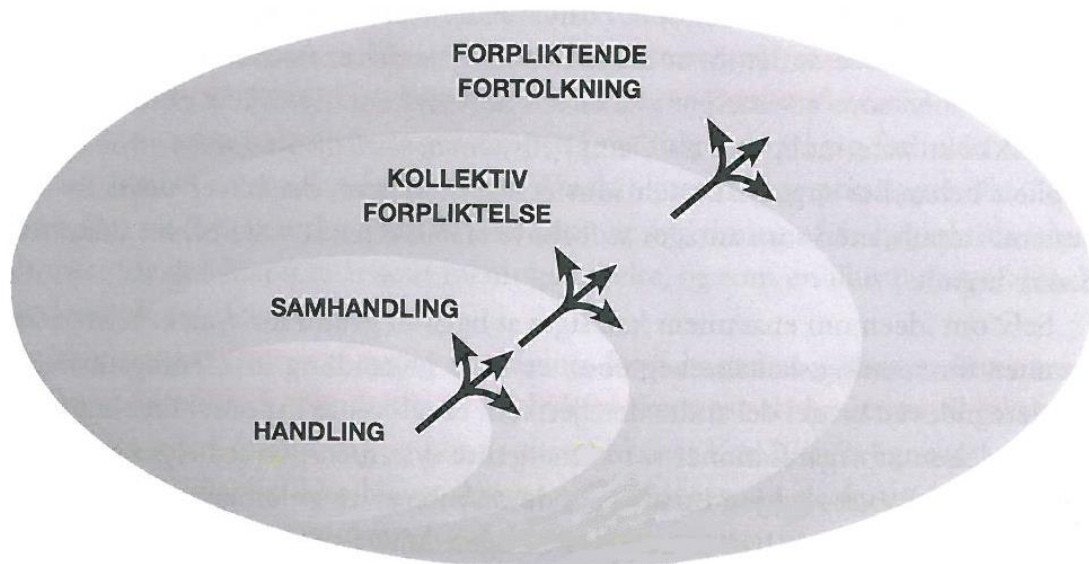 FORPLIKTENDE
FORTOLKNING
KOLLEKTIV
FORPLIKTELSE
SAMHANDLING
HANDLING